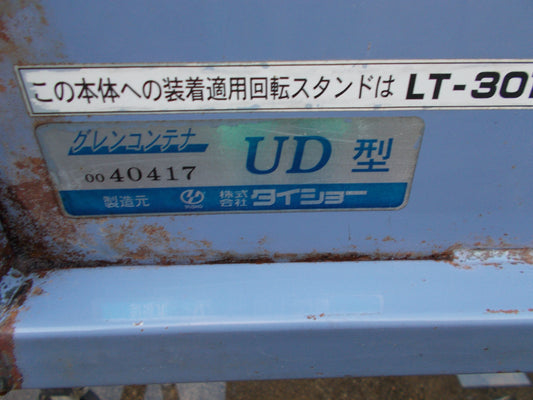 この本体への装着適用回転スタンドは LT-301
グレンコンテナ
UD 型
00 40417
製造元 株式会社 タイショー